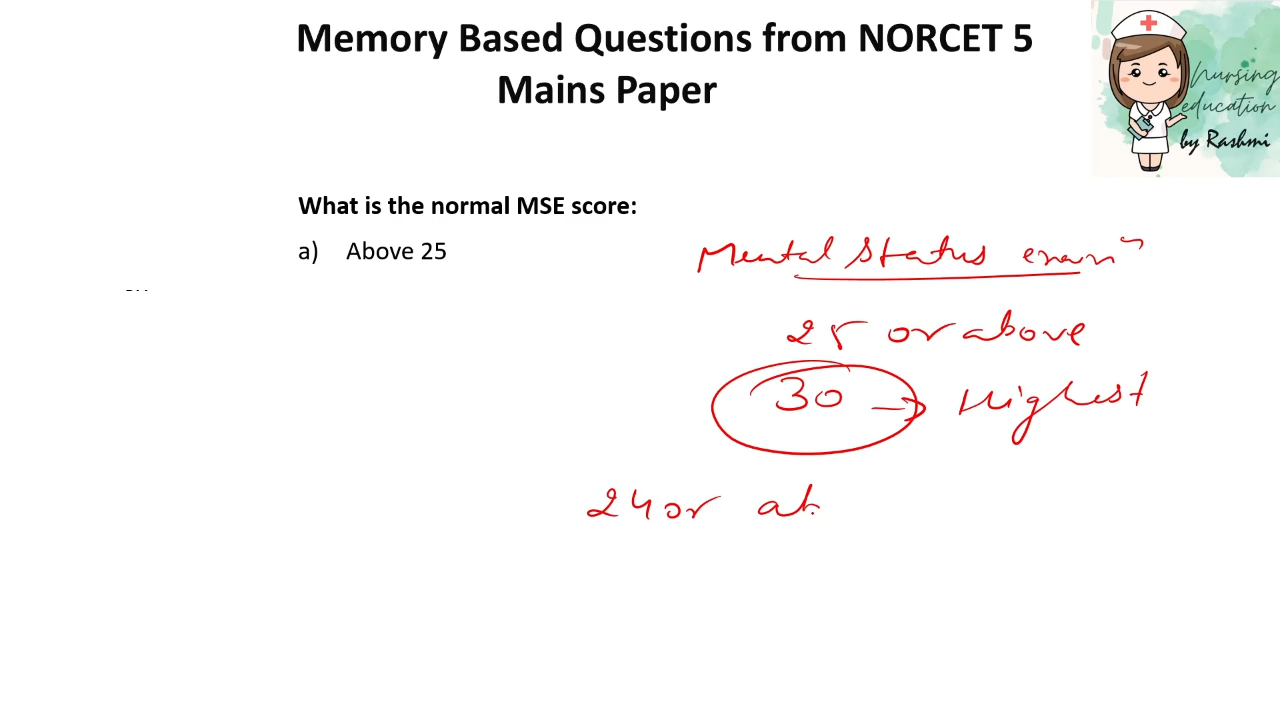 Memory Based Questions from NORCET 5
Mains Paper
nursing
education
by Rashmi
What is the normal MSE score:
a) Above 25
Mental status exam
25 or above
30 → Highest
24 or ab